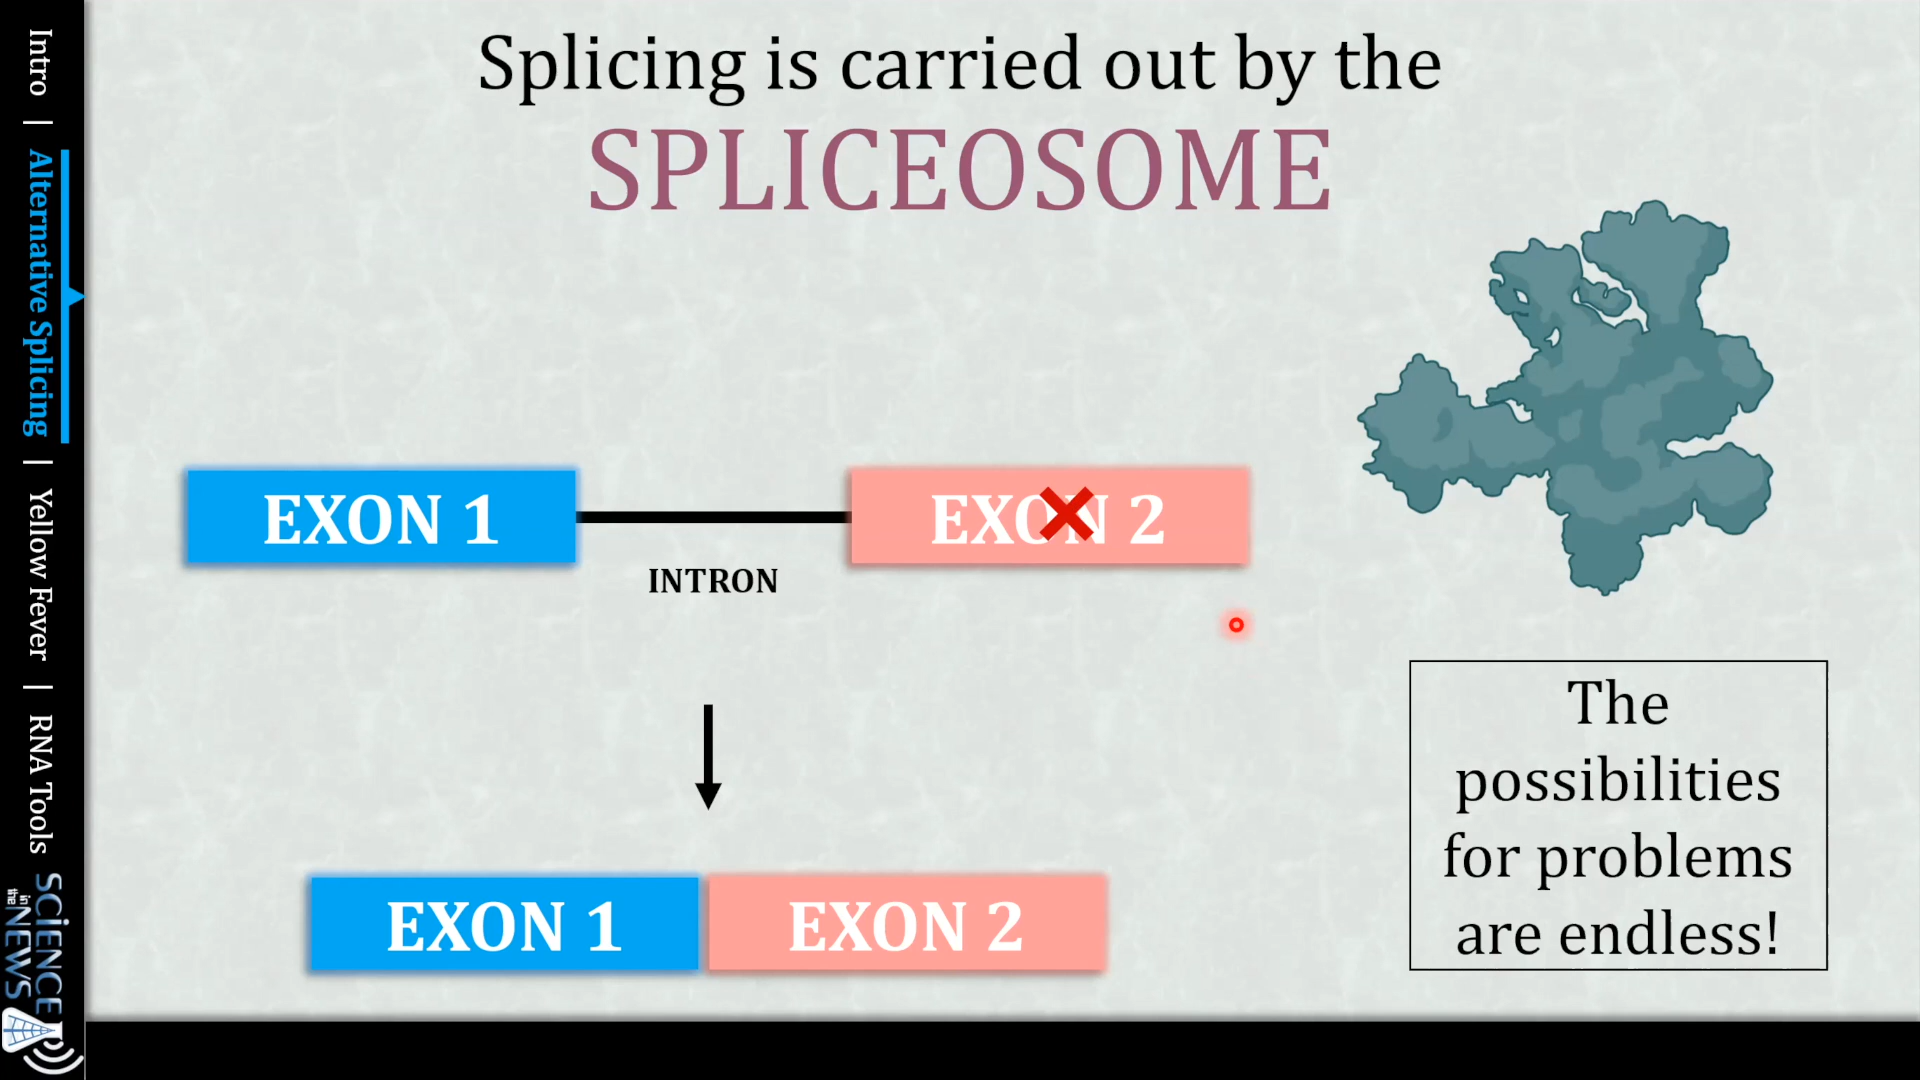 Splicing is carried out by the
SPLICEOSOME
EXON 1
EXON 2
INTRON
EXON 1
EXON 2
The
possibilities
for problems
are endless!
Intro | Alternative Splicing | Yellow Fever | RNA Tools
SCiENCE
in the NEWS